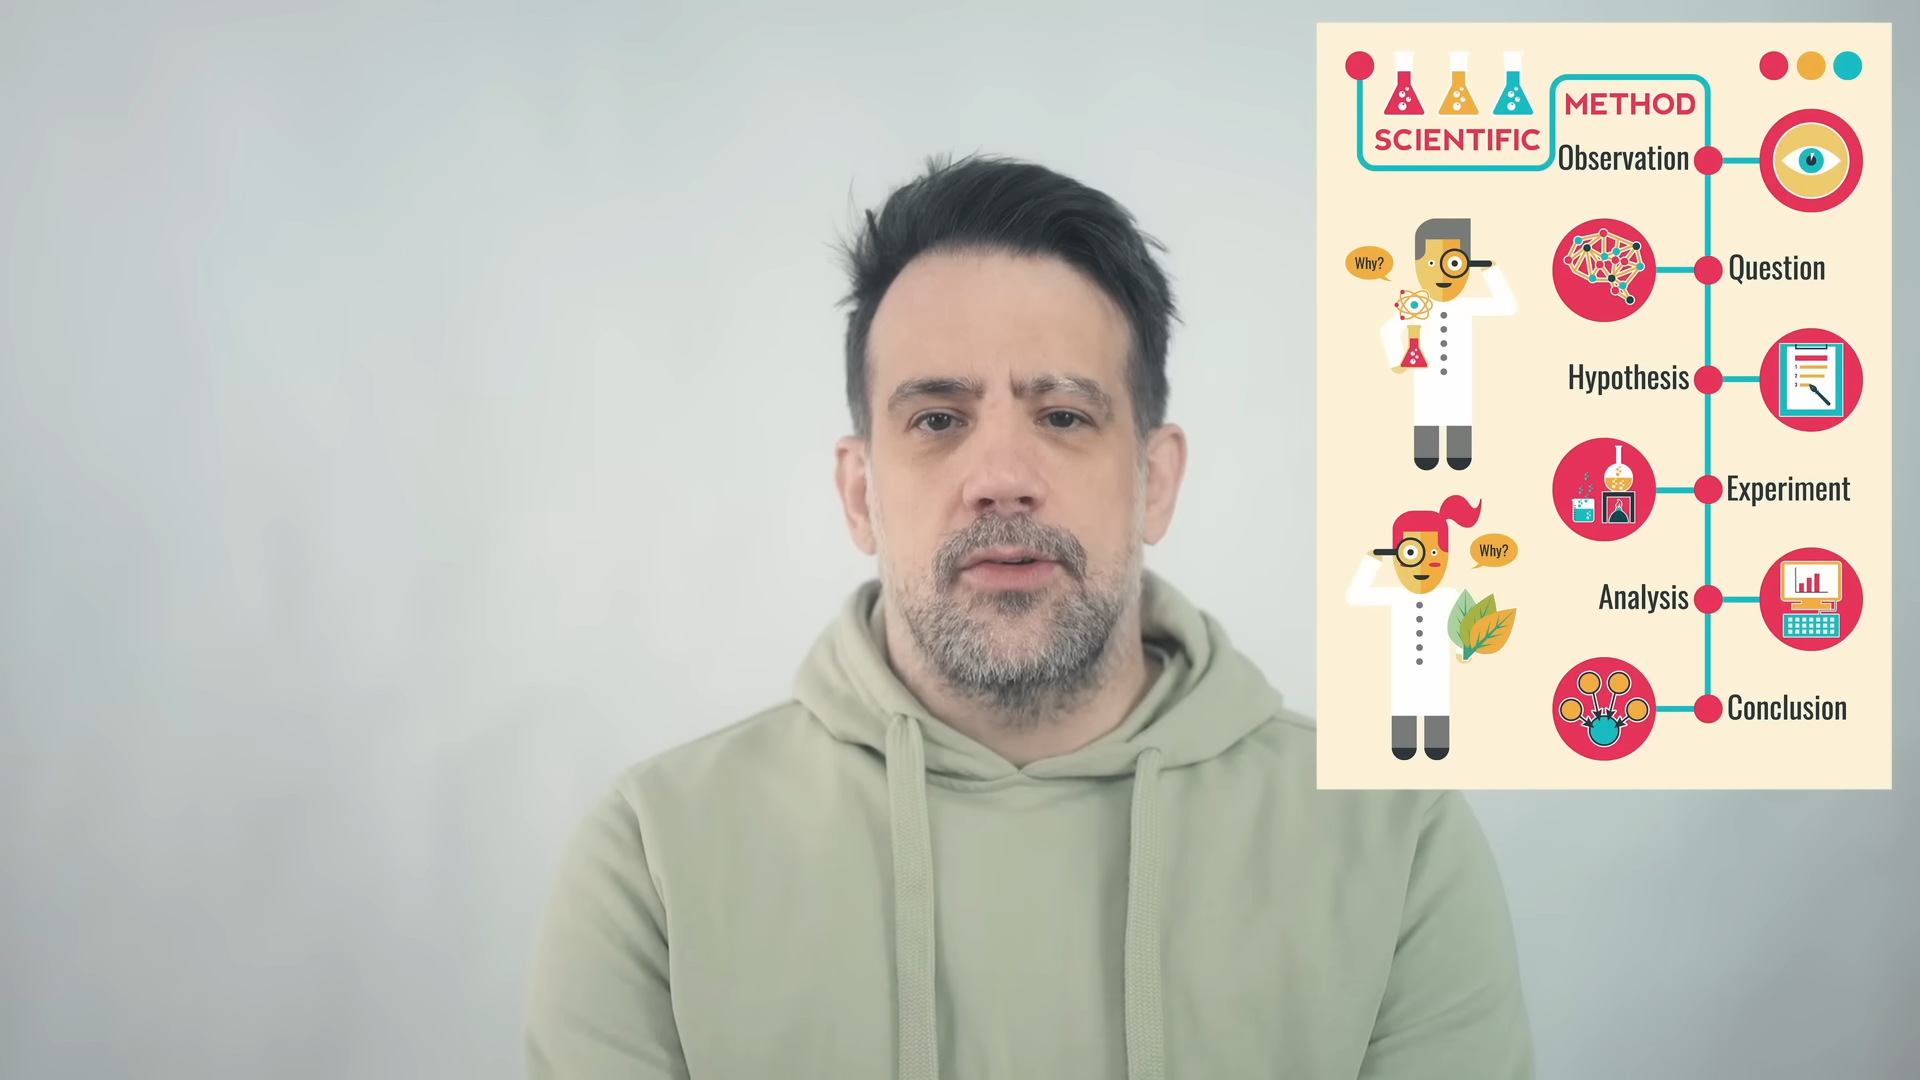 SCIENTIFIC
METHOD
Observation
Why?
Question
Hypothesis
Experiment
Why?
Analysis
Conclusion